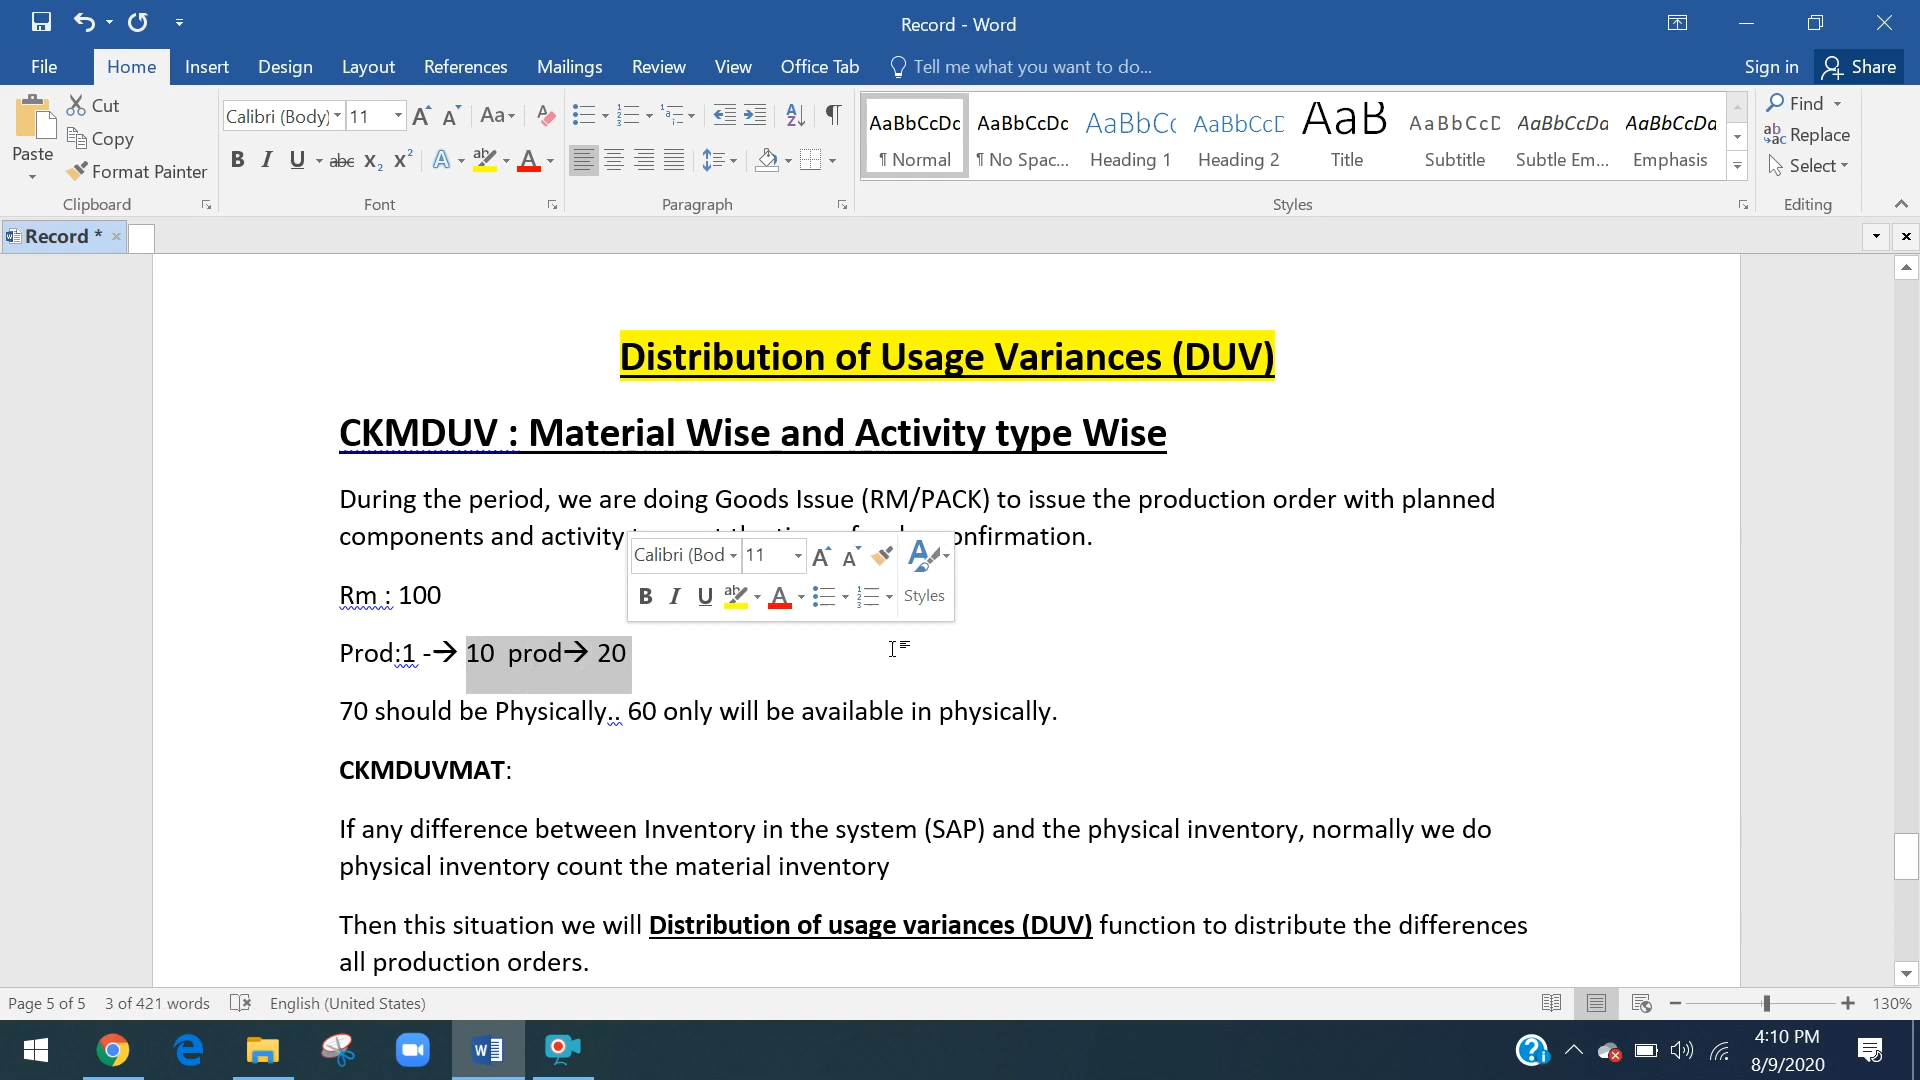 Record - Word
File Home Insert Design Layout References Mailings Review View Office Tab Tell me what you want to do... Sign in Share
Cut
Copy
Format Painter
Paste
Clipboard
Calibri (Body) 11
Font
Paragraph
AaBbCcDc AaBbCcDc AaBbCc AaBbCcD AaB AaBbCcD AaBbCcDd AaBbCcDd
¶ Normal ¶ No Spac... Heading 1 Heading 2 Title Subtitle Subtle Em... Emphasis
Styles
Find
Replace
Select
Editing
Record *
Distribution of Usage Variances (DUV)
CKMDUV : Material Wise and Activity type Wise
During the period, we are doing Goods Issue (RM/PACK) to issue the production order with planned
components and activity onfirmation.
Calibri (Bod 11
Styles
Rm : 100
Prod:1 -→ 10 prod→ 20
70 should be Physically.. 60 only will be available in physically.
CKMDUVMAT:
If any difference between Inventory in the system (SAP) and the physical inventory, normally we do
physical inventory count the material inventory
Then this situation we will Distribution of usage variances (DUV) function to distribute the differences
all production orders.
Page 5 of 5 3 of 421 words English (United States) 130%
4:10 PM
8/9/2020